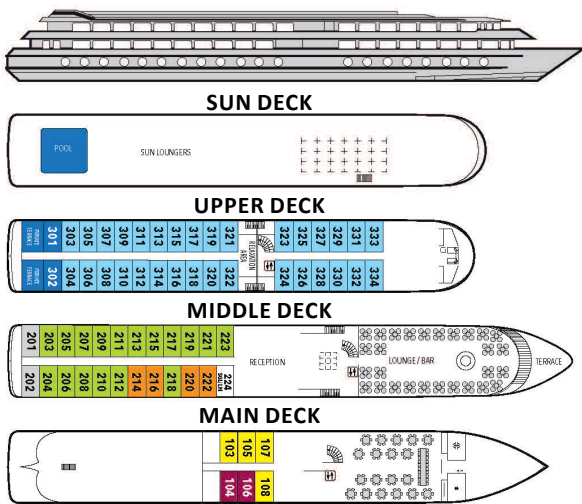 SUN DECK
POOL
SUN LOUNGERS
UPPER DECK
PRIVATE TERRACE
301 303 305 307 309 311 313 315 317 319 321
RELAXATION AREA
323 325 327 329 331 333
PRIVATE TERRACE
302 304 306 308 310 312 314 316 318 320 322
324 326 328 330 332 334
MIDDLE DECK
201 203 205 207 209 211 213 215 217 219 221 223
RECEPTION
LOUNGE/BAR
TERRACE
202 204 206 208 210 212 214 216 218 220 222 224
MAIN DECK
103 105 107
104 106 108